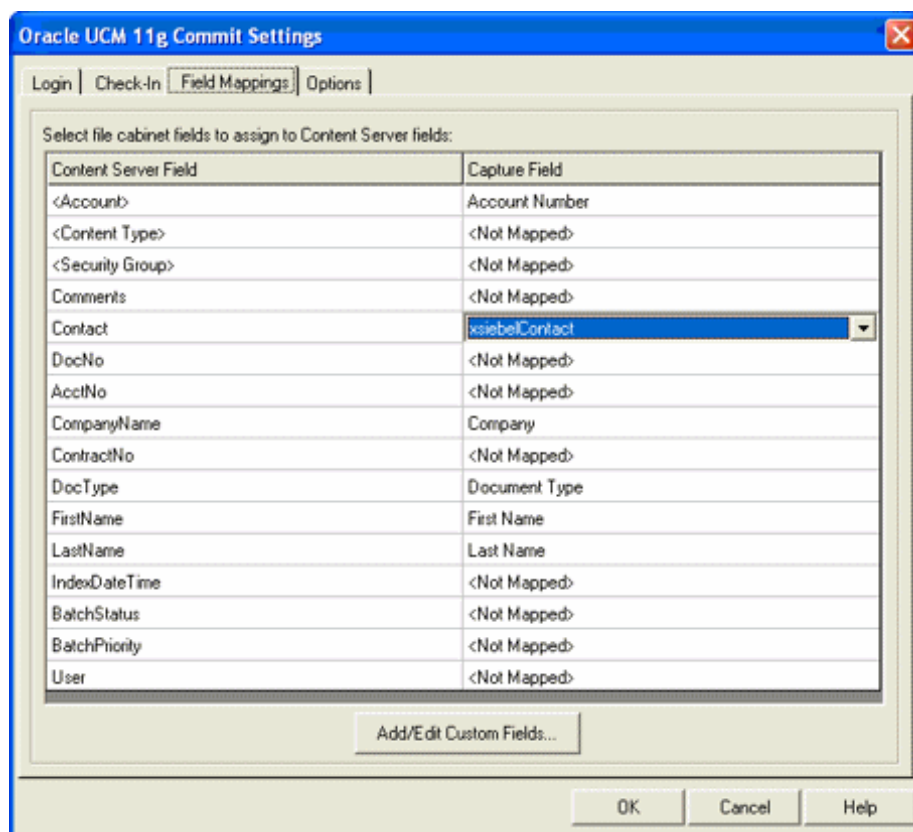 Oracle UCM 11g Commit Settings
Login Check-In Field Mappings Options
Select file cabinet fields to assign to Content Server fields:
Content Server Field Capture Field
<Account> Account Number
<Content Type> <Not Mapped>
<Security Group> <Not Mapped>
Comments <Not Mapped>
Contact xsiebelContact
DocNo <Not Mapped>
AcctNo <Not Mapped>
CompanyName Company
ContractNo <Not Mapped>
DocType Document Type
FirstName First Name
LastName Last Name
IndexDateTime <Not Mapped>
BatchStatus <Not Mapped>
BatchPriority <Not Mapped>
User <Not Mapped>
Add/Edit Custom Fields...
OK Cancel Help